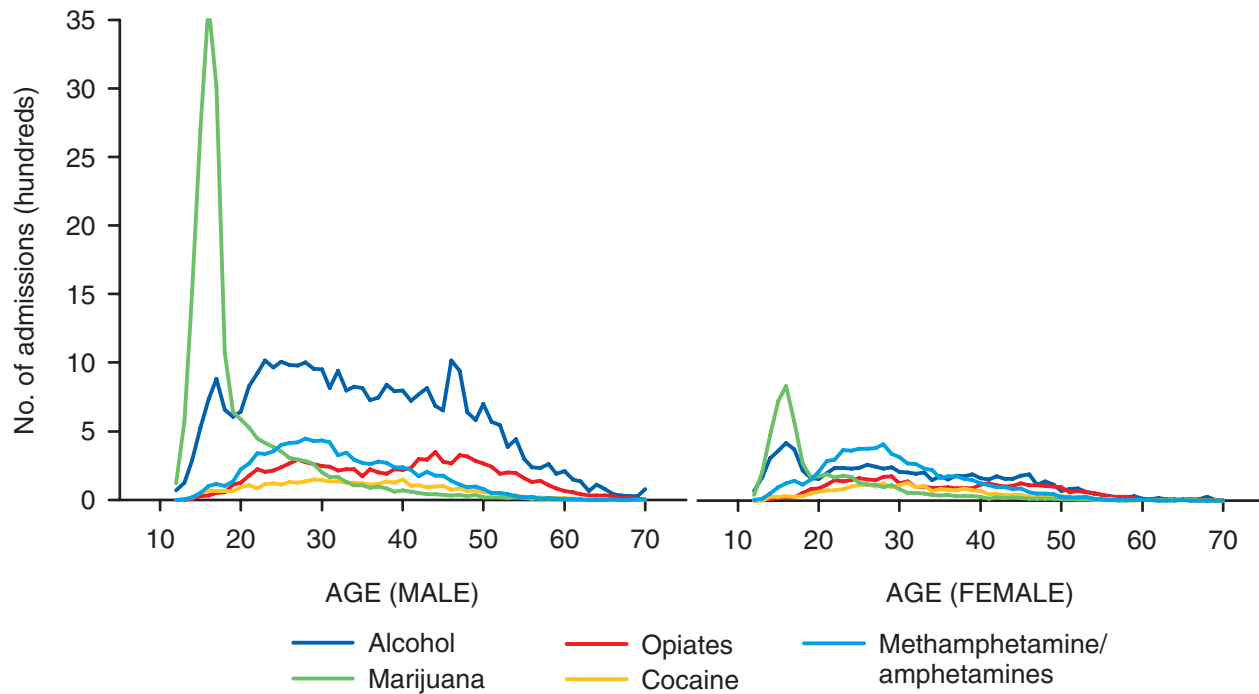 No. of admissions (hundreds)
35
30
25
20
15
10
5
0
10 20 30 40 50 60 70
10 20 30 40 50 60 70
AGE (MALE)
AGE (FEMALE)
Alcohol
Opiates
Methamphetamine/
amphetamines
Marijuana
Cocaine